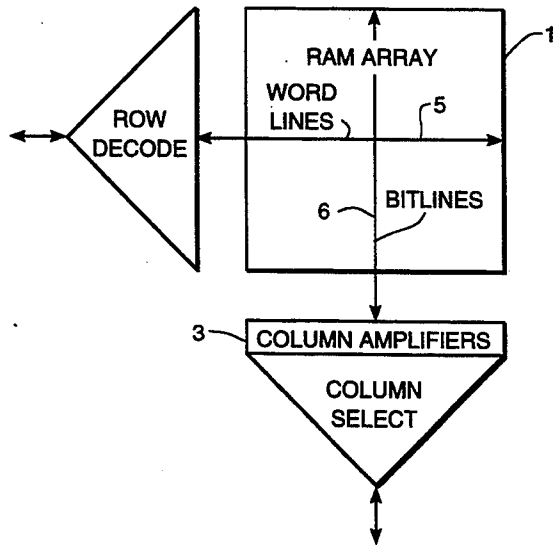 1
RAM ARRAY
WORD
LINES
5
ROW
DECODE
6
BITLINES
3
COLUMN AMPLIFIERS
COLUMN
SELECT